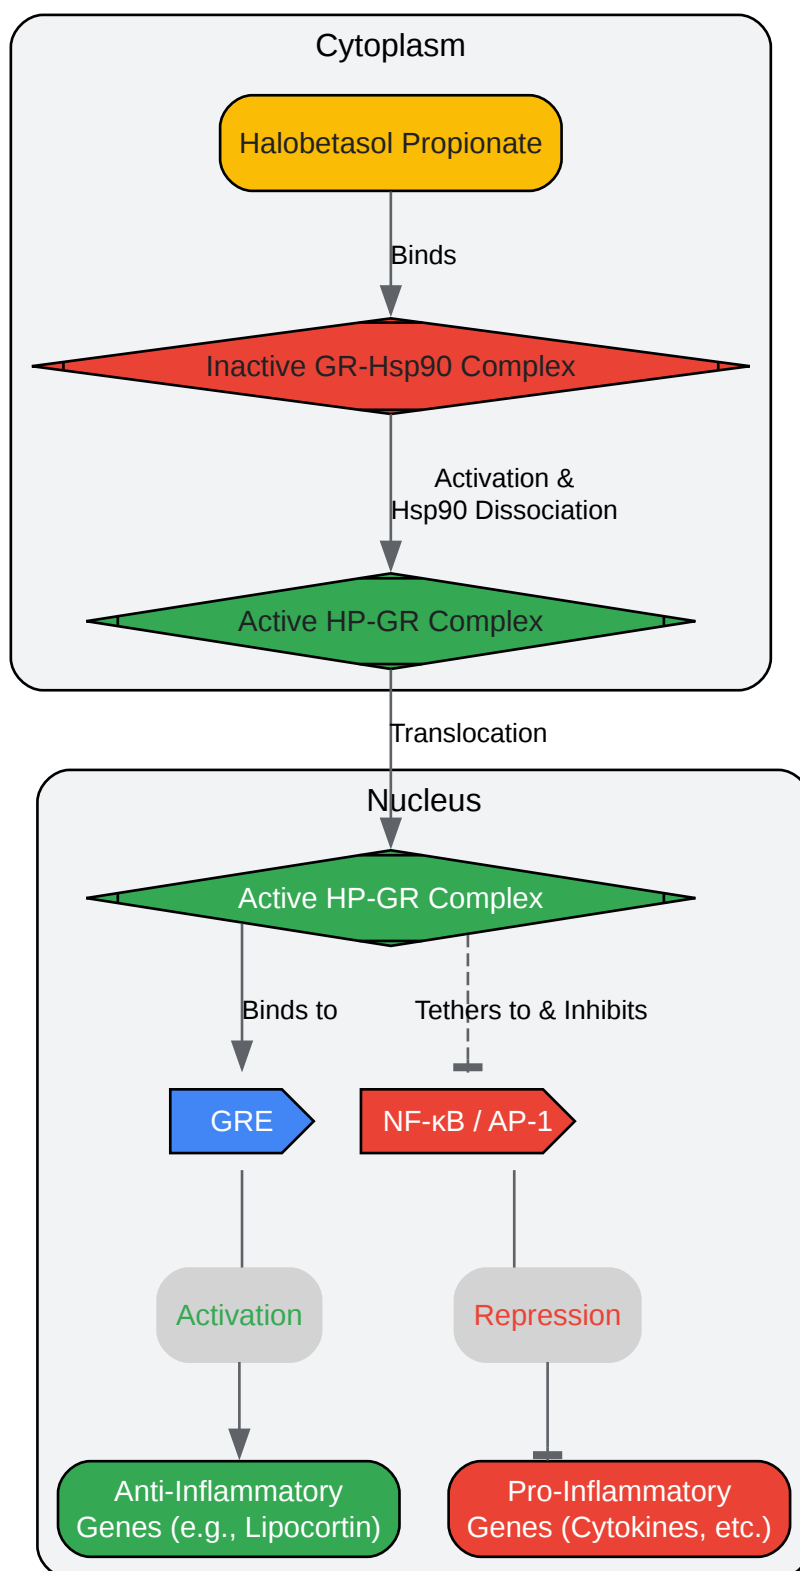 Cytoplasm
Halobetasol Propionate
Binds
Inactive GR-Hsp90 Complex
Activation &
Hsp90 Dissociation
Active HP-GR Complex
Translocation
Nucleus
Active HP-GR Complex
Binds to
Tethers to & Inhibits
GRE
NF-κB / AP-1
Activation
Repression
Anti-Inflammatory
Genes (e.g., Lipocortin)
Pro-Inflammatory
Genes (Cytokines, etc.)